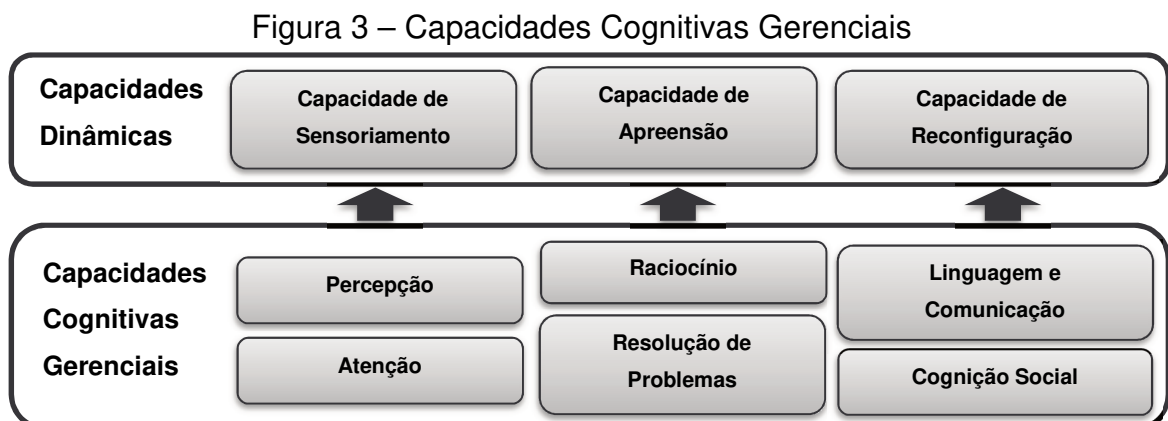 Figura 3 – Capacidades Cognitivas Gerenciais
Capacidades
Dinâmicas
Capacidade de
Sensoriamento
Capacidade de
Apreensão
Capacidade de
Reconfiguração
Capacidades
Cognitivas
Gerenciais
Percepção
Atenção
Raciocínio
Resolução de
Problemas
Linguagem e
Comunicação
Cognição Social